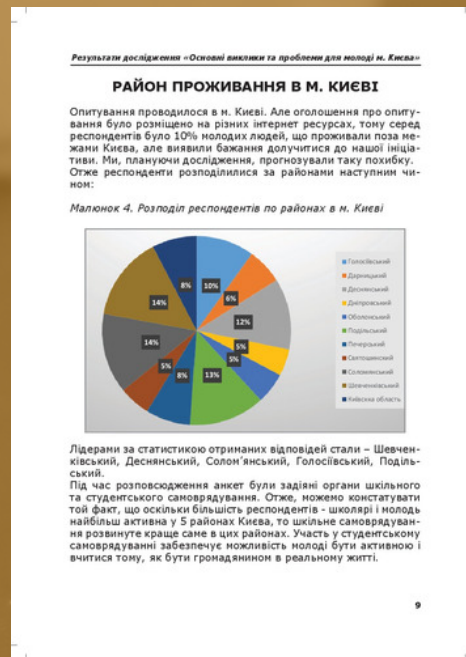 Результати дослідження «Основні виклики та проблеми для молоді м. Києва»
РАЙОН ПРОЖИВАННЯ В М. КИЄВІ
Опитування проводилося в м. Києві. Але оголошення про опиту-
вання було розміщено на різних інтернет ресурсах, тому серед
респондентів було 10% молодих людей, що проживали поза ме-
жами Києва, але виявили бажання долучитися до нашої ініціа-
тиви. Ми, плануючи дослідження, прогнозували таку похибку.
Отже респонденти розподілилися за районами наступним чи-
ном:
Малюнок 4. Розподіл респондентів по районах в м. Києві
8%
10%
6%
14%
12%
14%
5%
5%
5%
8%
13%
Голосіївський
Дарницький
Деснянський
Дніпровський
Оболонський
Подільський
Печерський
Святошинский
Соломянський
Шевченківський
Київська область
Лідерами за статистикою отриманих відповідей стали – Шевчен-
ківський, Деснянський, Солом’янський, Голосіївський, Поділь-
ський.
Під час розповсюдження анкет були задіяні органи шкільного
та студентського самоврядування. Отже, можемо констатувати
той факт, що оскільки більшість респондентів - школярі і молодь
найбільш активна у 5 районах Києва, то шкільне самоврядуван-
ня розвинуте краще саме в цих районах. Участь у студентському
самоврядуванні забезпечує можливість молоді бути активною і
вчитися тому, як бути громадянином в реальному житті.
9